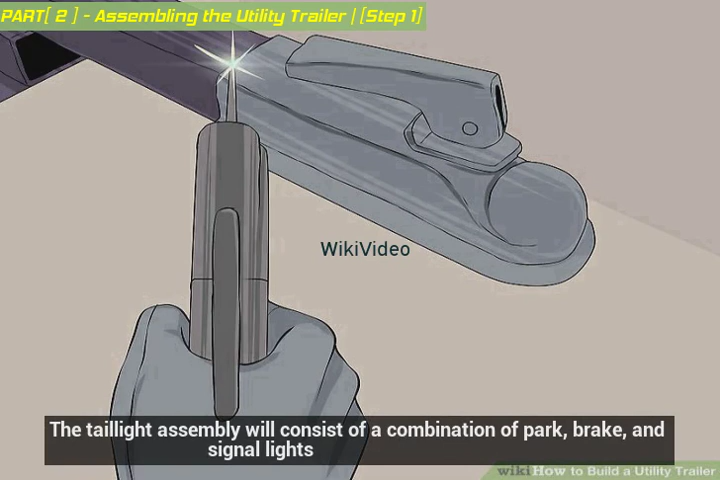 PART[ 2 ] - Assembling the Utility Trailer | [Step 1]
WikiVideo
The taillight assembly will consist of a combination of park, brake, and
signal lights
wikiHow to Build a Utility Trailer